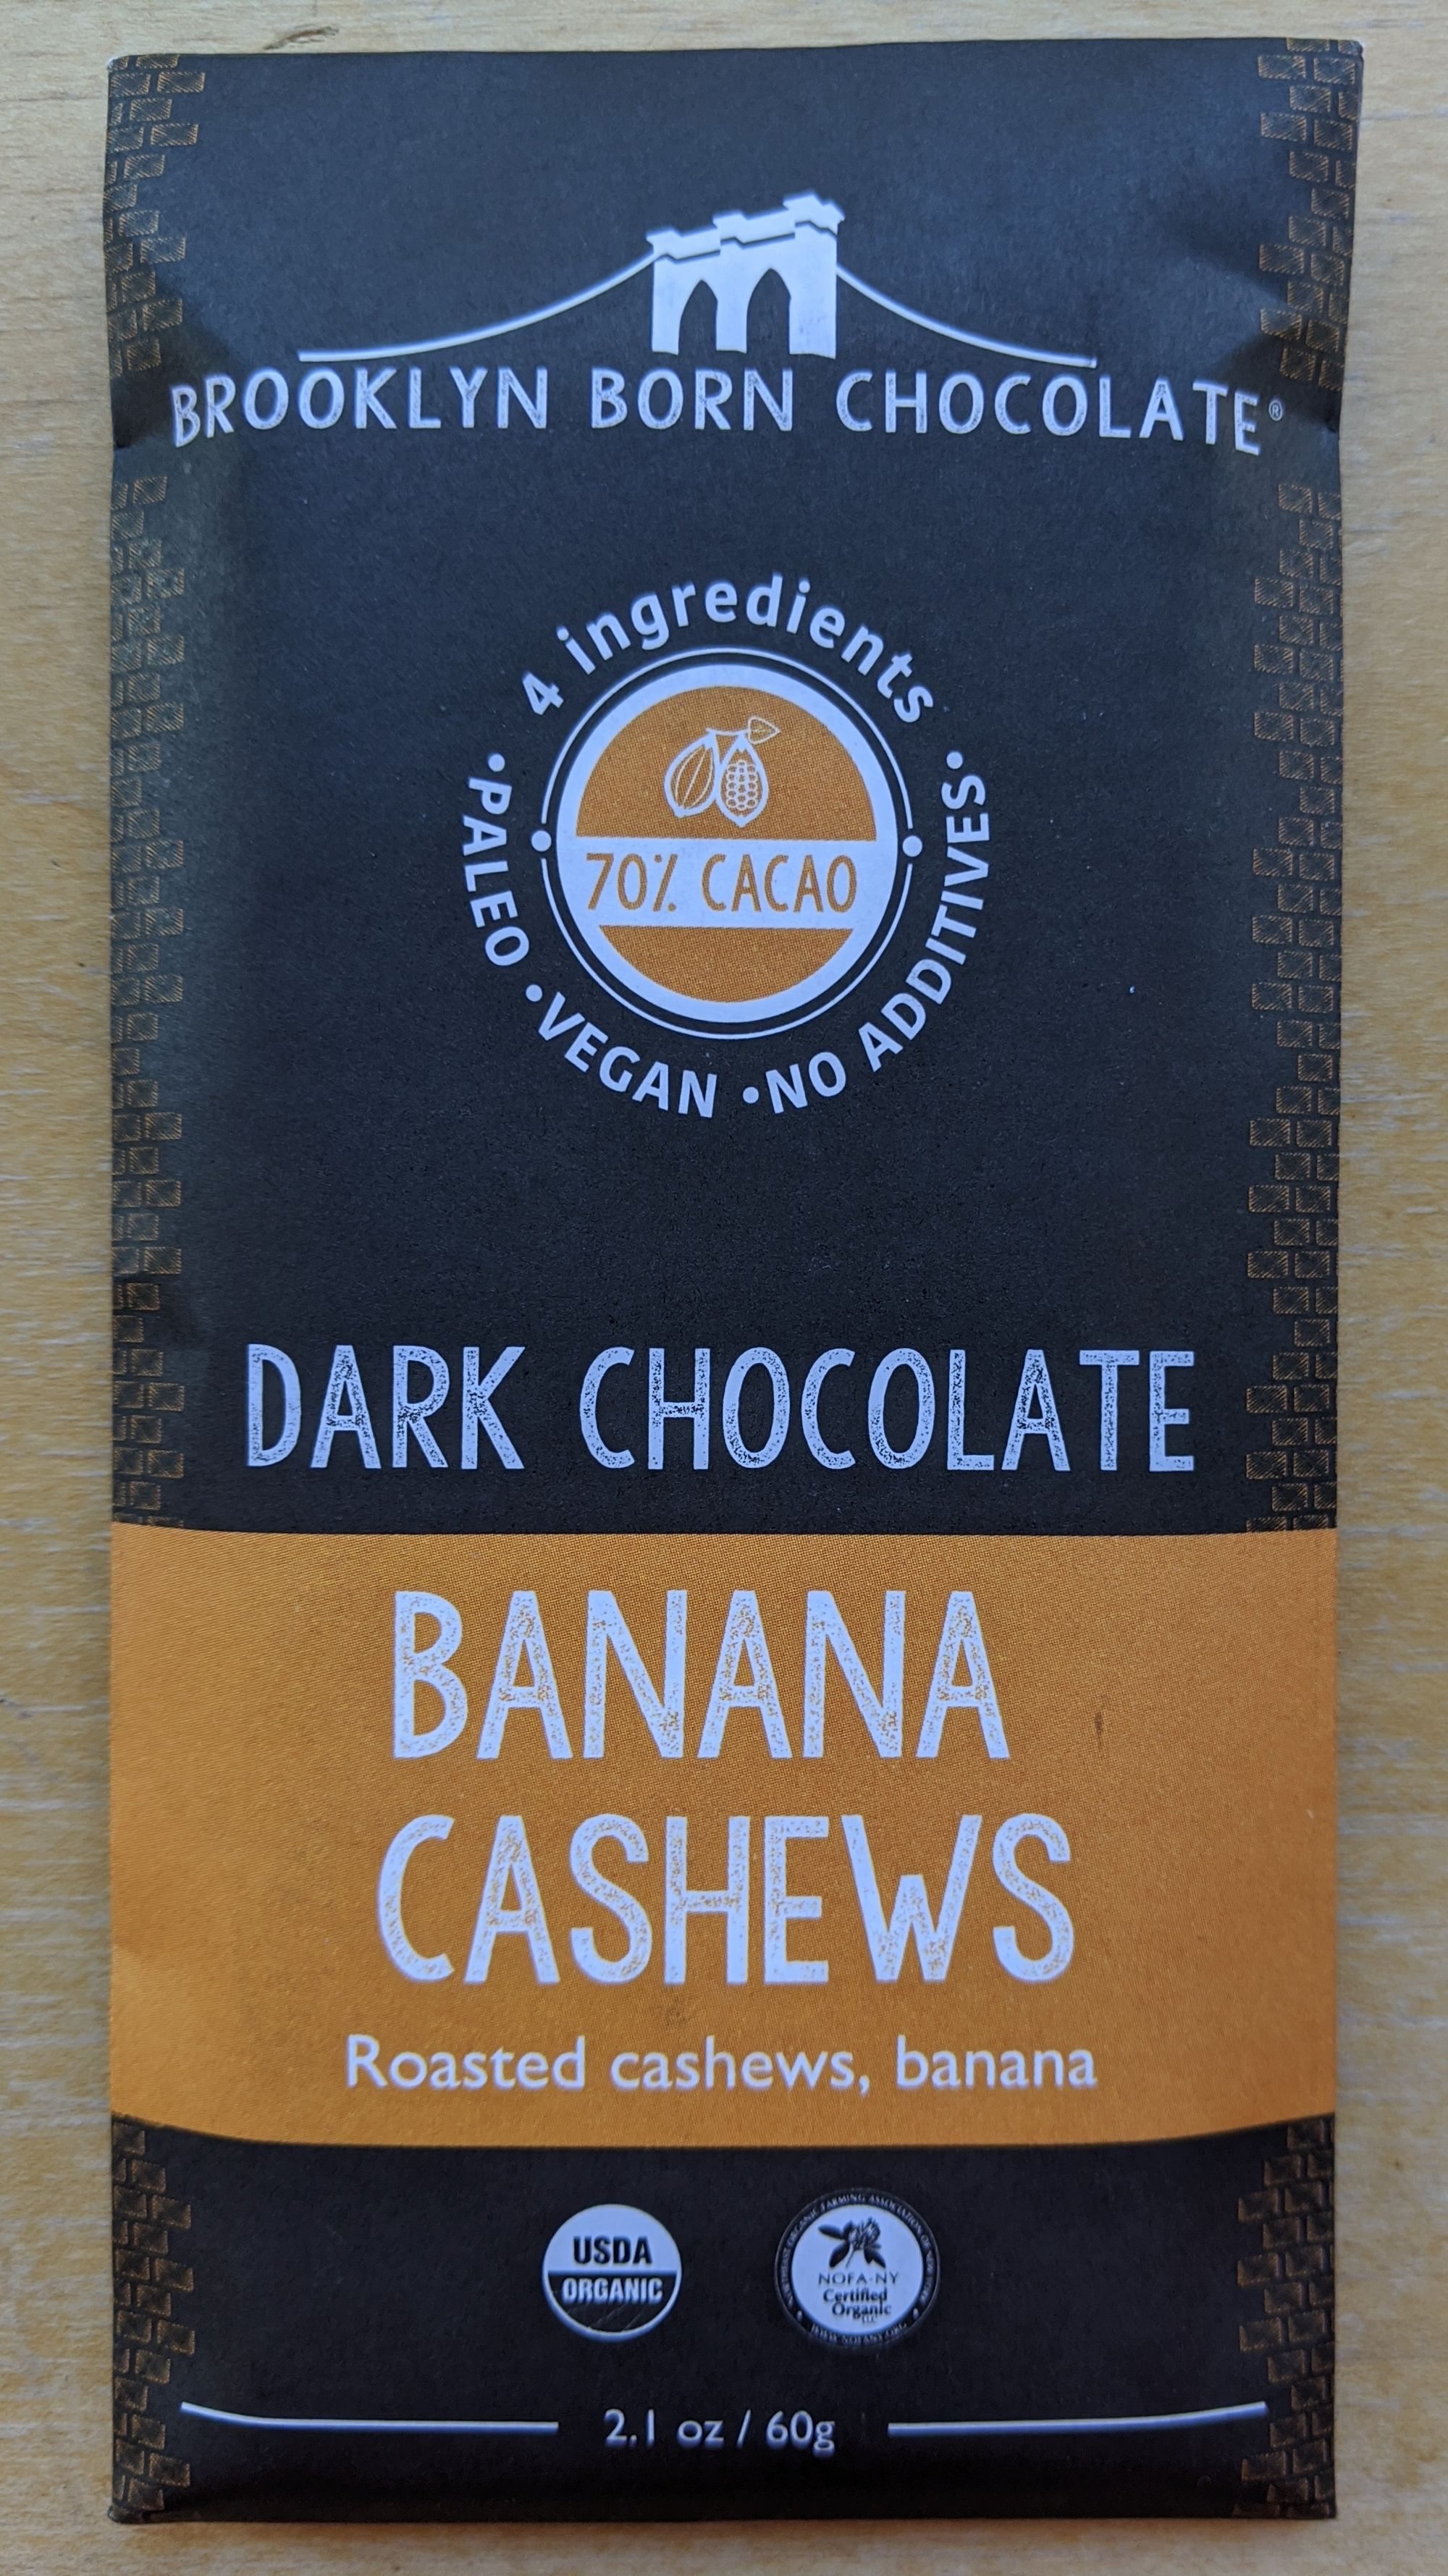 BROOKLYN BORN CHOCOLATE®
4 ingredients
•PALEO •VEGAN •NO ADDITIVES•
70% CACAO
DARK CHOCOLATE
BANANA
CASHEWS
Roasted cashews, banana
USDA
ORGANIC
NOFA-NY
Certified
Organic
LLC
2.1 oz / 60g